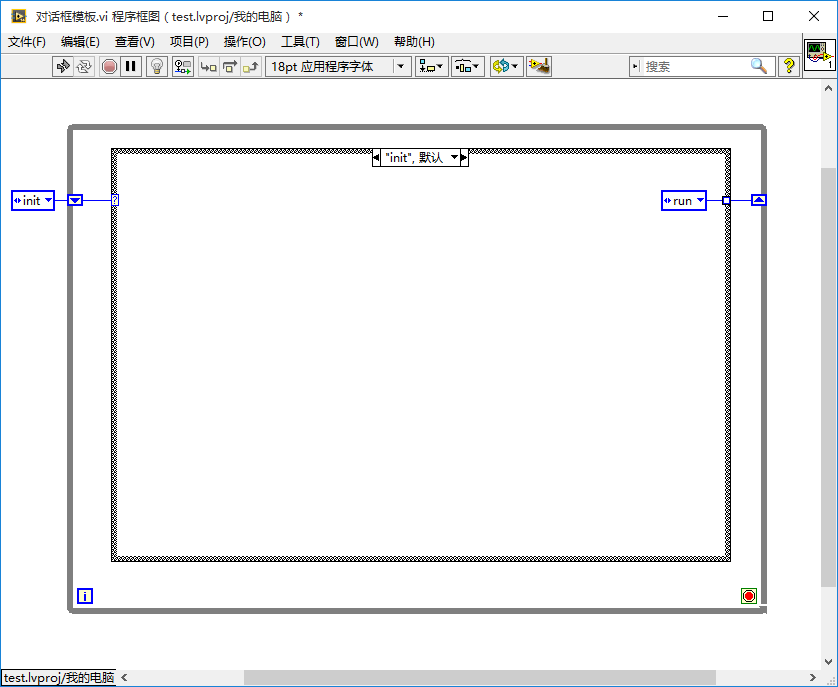 对话框模板.vi 程序框图（test.lvproj/我的电脑） *
文件(F) 编辑(E) 查看(V) 项目(P) 操作(O) 工具(T) 窗口(W) 帮助(H)
18pt 应用程序字体 搜索 ?
1
"init", 默认
init ? run
i
test.lvproj/我的电脑